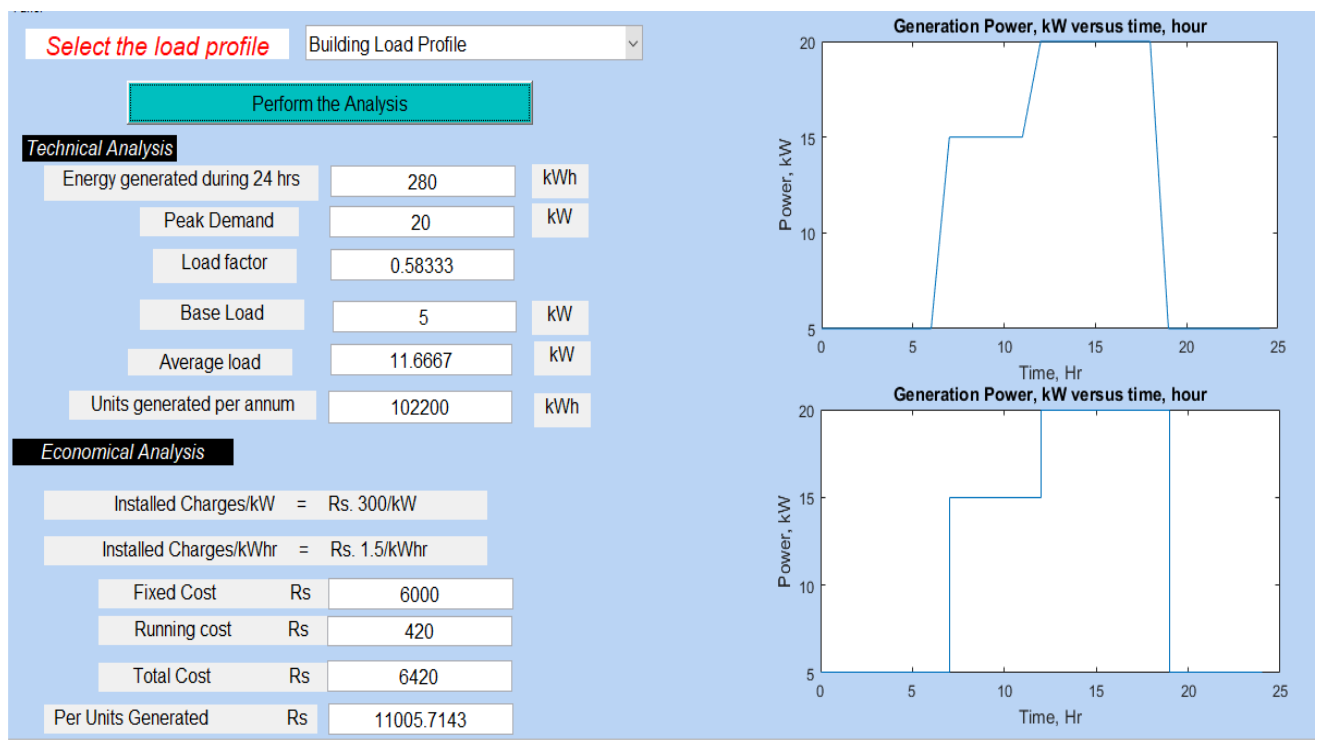 Select the load profile
Building Load Profile
Perform the Analysis
Technical Analysis
Energy generated during 24 hrs 280 kWh
Peak Demand 20 kW
Load factor 0.58333
Base Load 5 kW
Average load 11.6667 kW
Units generated per annum 102200 kWh
Economical Analysis
Installed Charges/kW = Rs. 300/kW
Installed Charges/kWhr = Rs. 1.5/kWhr
Fixed Cost Rs 6000
Running cost Rs 420
Total Cost Rs 6420
Per Units Generated Rs 11005.7143
Generation Power, kW versus time, hour
20
15
10
5
Power, kW
0 5 10 15 20 25
Time, Hr
Generation Power, kW versus time, hour
20
15
10
5
Power, kW
0 5 10 15 20 25
Time, Hr